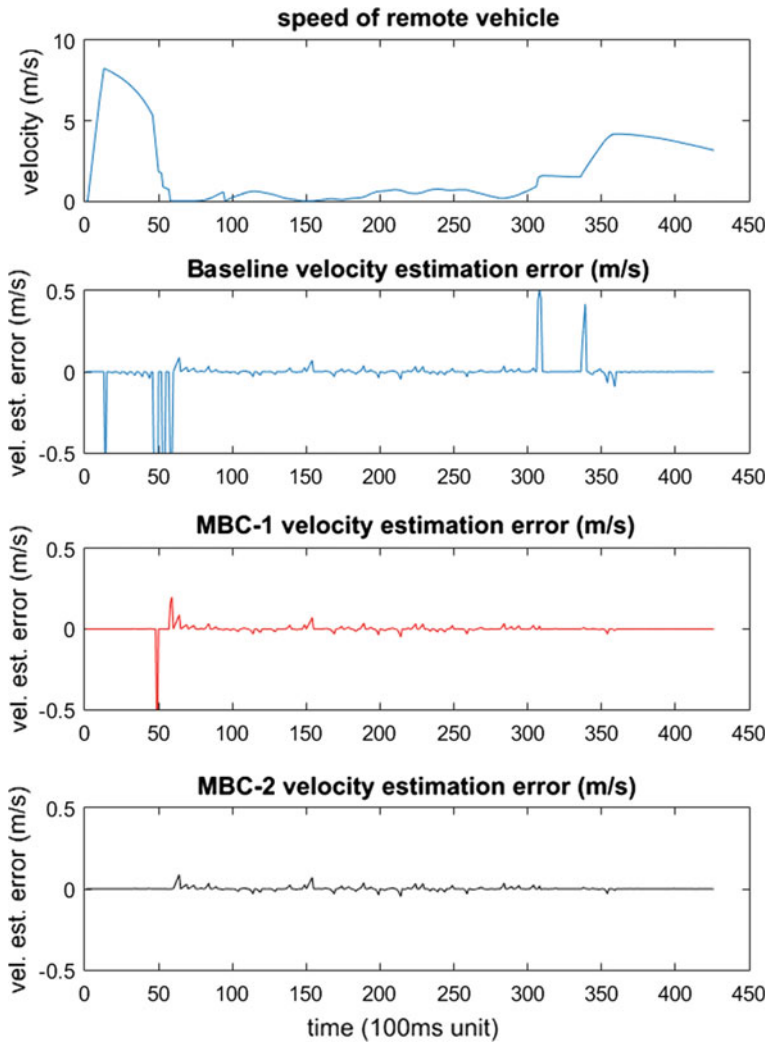 speed of remote vehicle
velocity (m/s)
10
5
0
0 50 100 150 200 250 300 350 400 450
Baseline velocity estimation error (m/s)
vel. est. error (m/s)
0.5
0
-0.5
0 50 100 150 200 250 300 350 400 450
MBC-1 velocity estimation error (m/s)
vel. est. error (m/s)
0.5
0
-0.5
0 50 100 150 200 250 300 350 400 450
MBC-2 velocity estimation error (m/s)
vel. est. error (m/s)
0.5
0
-0.5
0 50 100 150 200 250 300 350 400 450
time (100ms unit)